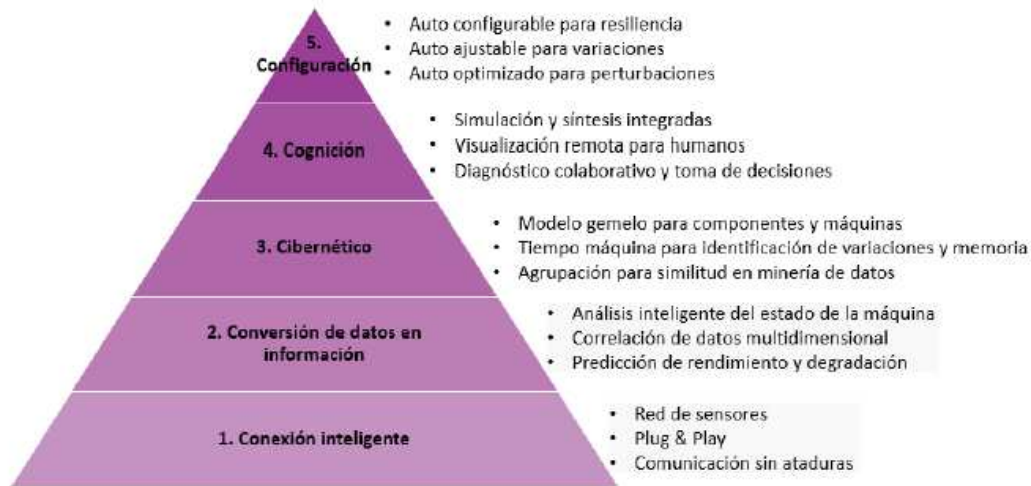 5.
Configuración
• Auto configurable para resiliencia
• Auto ajustable para variaciones
• Auto optimizado para perturbaciones
4. Cognición
• Simulación y síntesis integradas
• Visualización remota para humanos
• Diagnóstico colaborativo y toma de decisiones
3. Cibernético
• Modelo gemelo para componentes y máquinas
• Tiempo máquina para identificación de variaciones y memoria
• Agrupación para similitud en minería de datos
2. Conversión de datos en
información
• Análisis inteligente del estado de la máquina
• Correlación de datos multidimensional
• Predicción de rendimiento y degradación
1. Conexión inteligente
• Red de sensores
• Plug & Play
• Comunicación sin ataduras